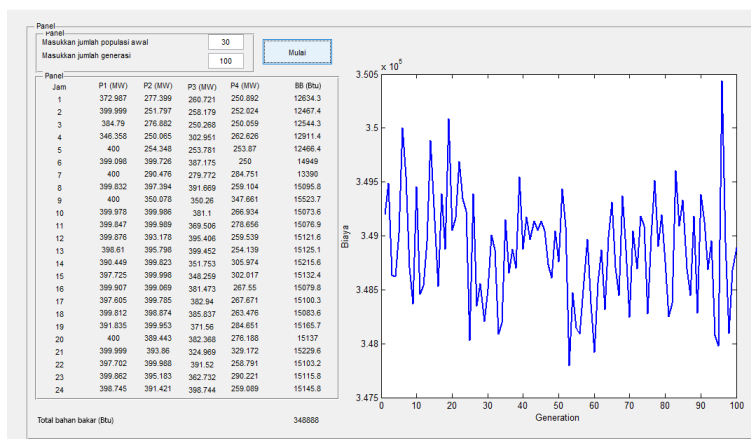 Panel
Panel
Masukkan jumlah populasi awal 30
Masukkan jumlah generasi 100
Mulai
Panel
Jam P1 (MW) P2 (MW) P3 (MW) P4 (MW) BB (Btu)
1 372.987 277.399 260.721 250.892 12634.3
2 399.999 251.797 258.179 252.024 12467.4
3 384.79 276.882 250.268 250.059 12544.3
4 346.358 250.065 302.951 262.626 12911.4
5 400 254.348 253.781 253.87 12466.4
6 399.098 399.726 387.175 250 14949
7 400 290.476 279.772 284.751 13390
8 399.832 397.394 391.669 259.104 15095.8
9 400 350.078 350.26 347.661 15523.7
10 399.978 399.986 381.1 266.934 15073.6
11 399.847 399.989 369.506 278.656 15076.9
12 399.876 393.178 395.406 259.539 15121.6
13 398.61 395.798 399.452 254.139 15125.1
14 390.449 399.823 351.753 305.974 15215.6
15 397.725 399.998 348.259 302.017 15132.4
16 399.907 399.069 381.473 267.55 15079.8
17 397.605 399.785 382.94 267.671 15100.3
18 399.812 398.874 385.837 263.476 15083.6
19 391.835 399.953 371.56 284.651 15165.7
20 400 389.443 382.368 276.188 15137
21 399.999 393.86 324.969 329.172 15229.6
22 397.702 399.988 391.52 258.791 15103.2
23 399.862 395.183 362.732 290.221 15115.8
24 398.745 391.421 398.744 259.089 15145.8
Total bahan bakar (Btu) 348888
x 10^5
3.505
3.5
3.495
3.49
3.485
3.48
3.475
Biaya
0 10 20 30 40 50 60 70 80 90 100
Generation